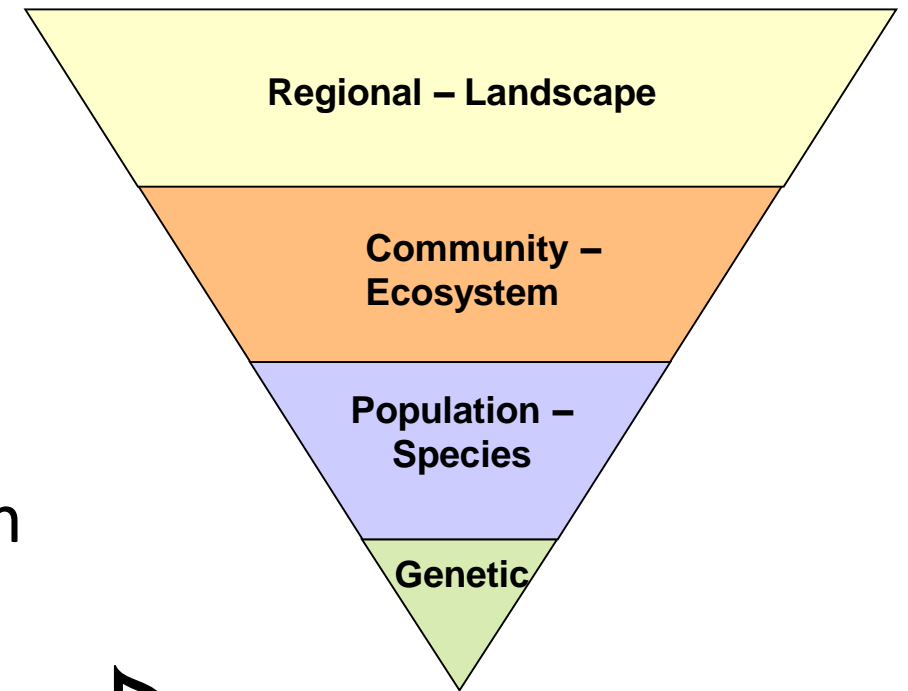 Regional – Landscape
Community –
Ecosystem
Population –
Species
n
Genetic